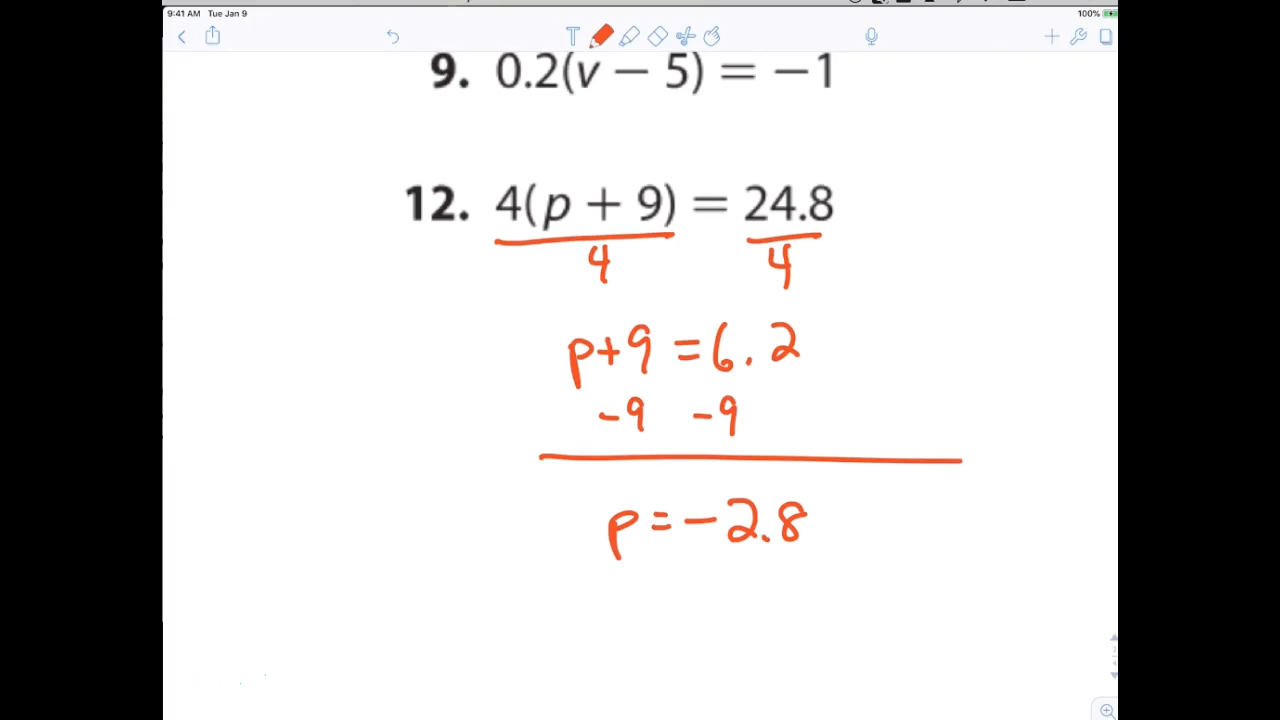 9:41 AM Tue Jan 9
100%
T
9. 0.2(v − 5) = −1
12. 4(p + 9) = 24.8
4 4
p+9 = 6.2
-9 -9
p = -2.8